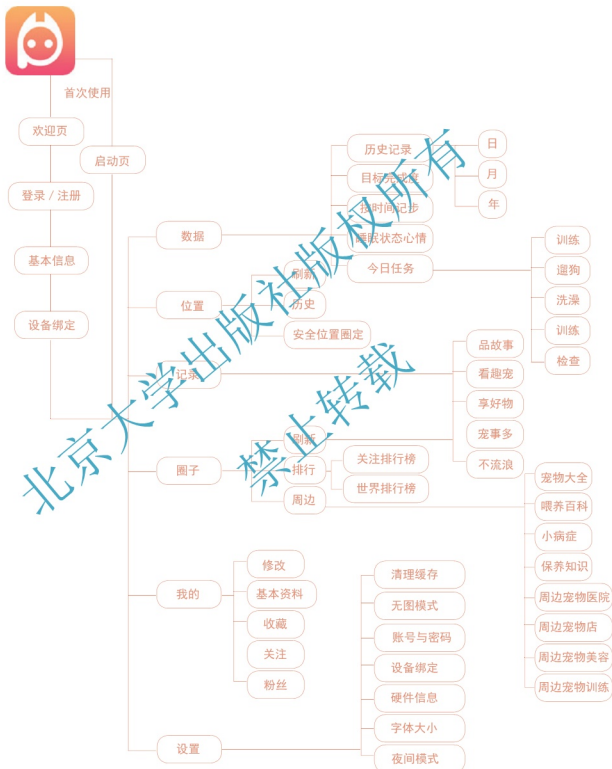 首次使用
欢迎页
启动页
登录 / 注册
基本信息
设备绑定
数据
历史记录
日
月
年
目标完成度
按时间记步
睡眠状态心情
今日任务
训练
遛狗
洗澡
训练
检查
位置
刷新
历史
安全位置圈定
记录
品故事
看趣宠
享好物
宠事多
不流浪
圈子
刷新
排行
关注排行榜
世界排行榜
周边
宠物大全
喂养百科
小病症
保养知识
周边宠物医院
周边宠物店
周边宠物美容
周边宠物训练
我的
修改
基本资料
收藏
关注
粉丝
设置
清理缓存
无图模式
账号与密码
设备绑定
硬件信息
字体大小
夜间模式
北京大学出版社版权所有
禁止转载